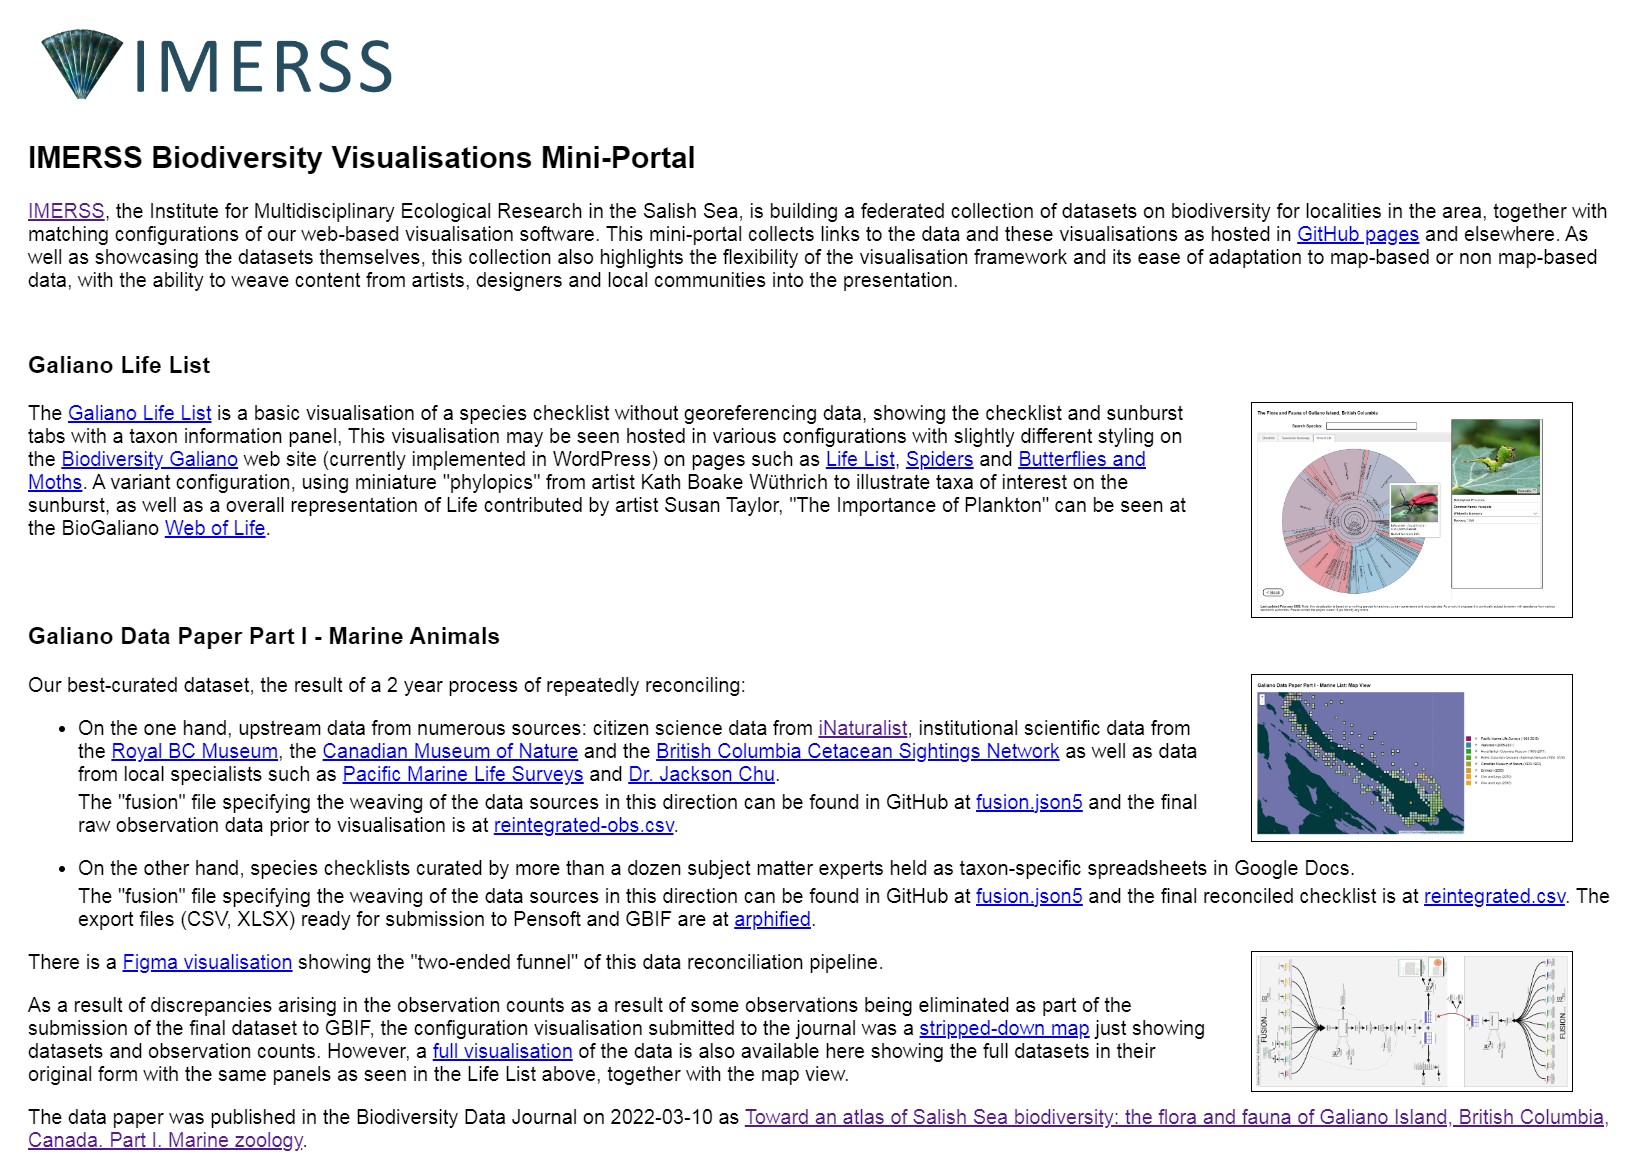 IMERSS
IMERSS Biodiversity Visualisations Mini-Portal
IMERSS, the Institute for Multidisciplinary Ecological Research in the Salish Sea, is building a federated collection of datasets on biodiversity for localities in the area, together with
matching configurations of our web-based visualisation software. This mini-portal collects links to the data and these visualisations as hosted in GitHub pages and elsewhere. As
well as showcasing the datasets themselves, this collection also highlights the flexibility of the visualisation framework and its ease of adaptation to map-based or non map-based
data, with the ability to weave content from artists, designers and local communities into the presentation.
Galiano Life List
The Galiano Life List is a basic visualisation of a species checklist without georeferencing data, showing the checklist and sunburst
tabs with a taxon information panel, This visualisation may be seen hosted in various configurations with slightly different styling on
the Biodiversity Galiano web site (currently implemented in WordPress) on pages such as Life List, Spiders and Butterflies and
Moths. A variant configuration, using miniature "phylopics" from artist Kath Boake Wüthrich to illustrate taxa of interest on the
sunburst, as well as a overall representation of Life contributed by artist Susan Taylor, "The Importance of Plankton" can be seen at
the BioGaliano Web of Life.
The Flora and Fauna of Galiano Island, British Columbia
Search Species:
Galiano Data Paper Part I - Marine Animals
Our best-curated dataset, the result of a 2 year process of repeatedly reconciling:
• On the one hand, upstream data from numerous sources: citizen science data from iNaturalist, institutional scientific data from
the Royal BC Museum, the Canadian Museum of Nature and the British Columbia Cetacean Sightings Network as well as data
from local specialists such as Pacific Marine Life Surveys and Dr. Jackson Chu.
The "fusion" file specifying the weaving of the data sources in this direction can be found in GitHub at fusion.json5 and the final
raw observation data prior to visualisation is at reintegrated-obs.csv.
Galiano Data Paper Part I - Marine List: Map View
• On the other hand, species checklists curated by more than a dozen subject matter experts held as taxon-specific spreadsheets in Google Docs.
The "fusion" file specifying the weaving of the data sources in this direction can be found in GitHub at fusion.json5 and the final reconciled checklist is at reintegrated.csv. The
export files (CSV, XLSX) ready for submission to Pensoft and GBIF are at arphified.
There is a Figma visualisation showing the "two-ended funnel" of this data reconciliation pipeline.
As a result of discrepancies arising in the observation counts as a result of some observations being eliminated as part of the
submission of the final dataset to GBIF, the configuration visualisation submitted to the journal was a stripped-down map just showing
datasets and observation counts. However, a full visualisation of the data is also available here showing the full datasets in their
original form with the same panels as seen in the Life List above, together with the map view.
FUSION
FUSION
The data paper was published in the Biodiversity Data Journal on 2022-03-10 as Toward an atlas of Salish Sea biodiversity: the flora and fauna of Galiano Island, British Columbia,
Canada. Part I. Marine zoology.